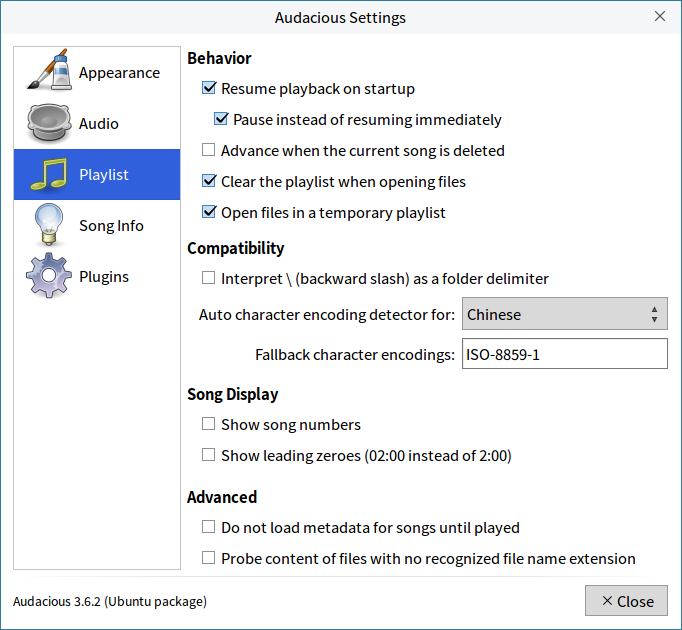 Audacious Settings
Appearance
Audio
Playlist
Song Info
Plugins
Behavior
Resume playback on startup
Pause instead of resuming immediately
Advance when the current song is deleted
Clear the playlist when opening files
Open files in a temporary playlist
Compatibility
Interpret \ (backward slash) as a folder delimiter
Auto character encoding detector for: Chinese
Fallback character encodings: ISO-8859-1
Song Display
Show song numbers
Show leading zeroes (02:00 instead of 2:00)
Advanced
Do not load metadata for songs until played
Probe content of files with no recognized file name extension
Audacious 3.6.2 (Ubuntu package)
Close